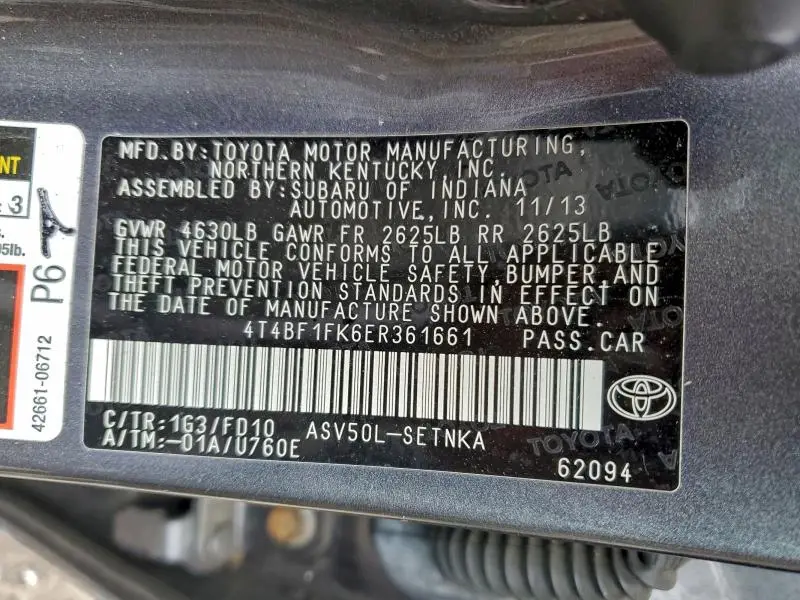 MFD.BY:TOYOTA MOTOR MANUFACTURING,
NORTHERN KENTUCKY, INC.
ASSEMBLED BY:SUBARU OF INDIANA
AUTOMOTIVE,INC. 11/13
GVWR 4630LB GAWR FR 2625LB RR 2625LB
THIS VEHICLE CONFORMS TO ALL APPLICABLE
FEDERAL MOTOR VEHICLE SAFETY,BUMPER AND
THEFT PREVENTION STANDARDS IN EFFECT ON
THE DATE OF MANUFACTURE SHOWN ABOVE.
4T4BF1FK6ER361661 PASS.CAR
C/TR:1G3/FD10 ASV50L-SETNKA
A/TM:-01A/U760E
62094
3
P6
42661-06712
TOYOTA